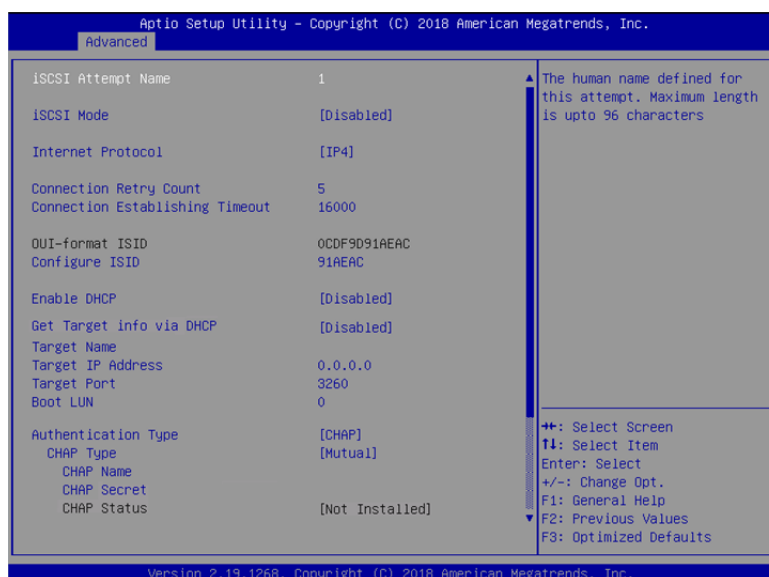 Aptio Setup Utility – Copyright (C) 2018 American Megatrends, Inc.
Advanced
iSCSI Attempt Name 1
iSCSI Mode [Disabled]
Internet Protocol [IP4]
Connection Retry Count 5
Connection Establishing Timeout 16000
OUI-format ISID 0CDF9D91AEAC
Configure ISID 91AEAC
Enable DHCP [Disabled]
Get Target info via DHCP [Disabled]
Target Name
Target IP Address 0.0.0.0
Target Port 3260
Boot LUN 0
Authentication Type [CHAP]
CHAP Type [Mutual]
CHAP Name
CHAP Secret
CHAP Status [Not Installed]
The human name defined for
this attempt. Maximum length
is upto 96 characters
→←: Select Screen
↑↓: Select Item
Enter: Select
+/-: Change Opt.
F1: General Help
F2: Previous Values
F3: Optimized Defaults
Version 2.19.1268. Copyright (C) 2018 American Megatrends, Inc.